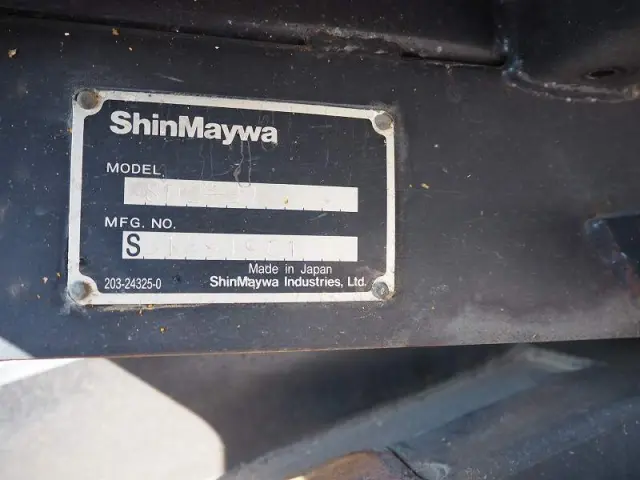 ShinMaywa
MODEL
MFG. NO.
S
Made in Japan
203-24325-0 ShinMaywa Industries, Ltd.